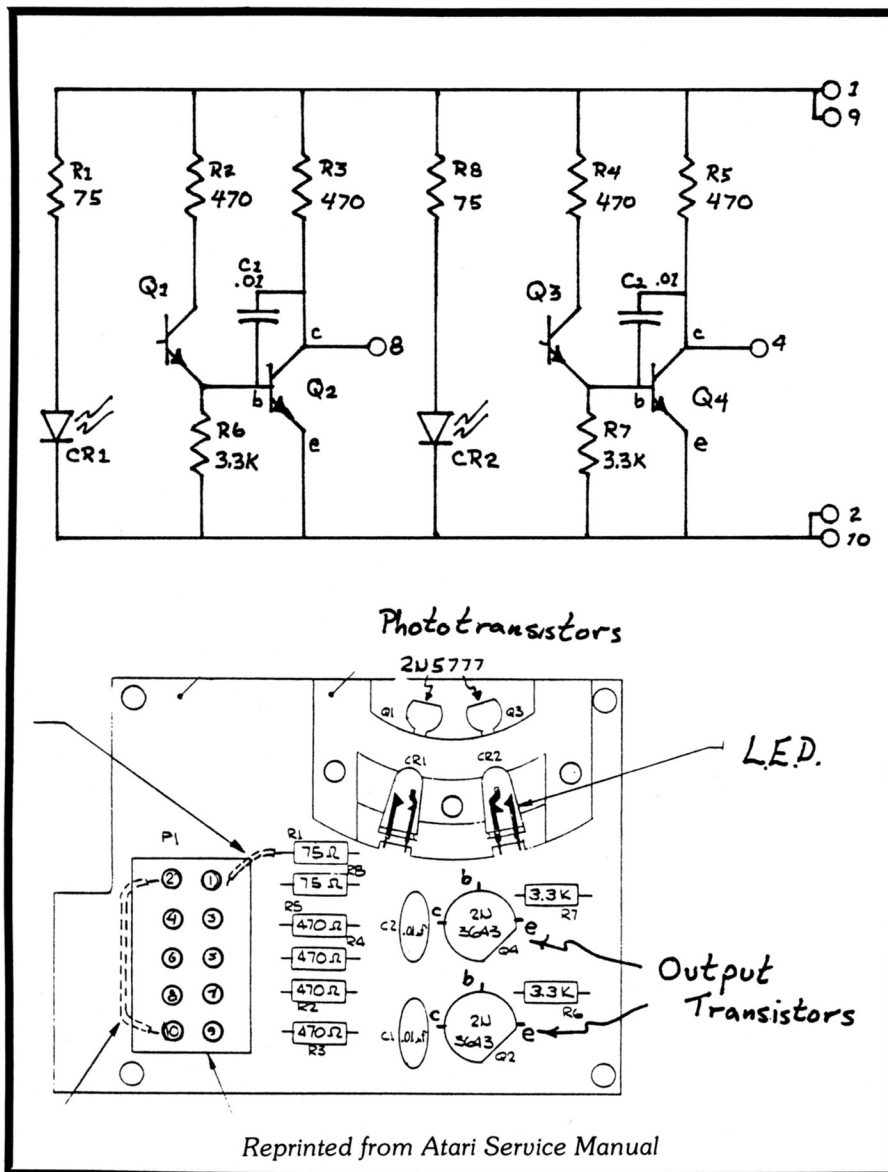 1
9
R1
75
R2
470
R3
470
R8
75
R4
470
R5
470
C1
.01
C2 .01
Q1
Q3
c
8
c
4
b
Q2
b
Q4
R6
3.3K
e
R7
3.3K
e
CR1
CR2
2
10
Phototransistors
2N5777
Q1
Q3
CR1
CR2
L.E.D.
P1
R1
75Ω
R8
75Ω
R5
470Ω
R4
470Ω
470Ω
R2
470Ω
R3
2
1
4
3
6
5
8
7
10
9
C2
.01uf
b
c
2N
3643
e
Q4
3.3K
R7
C1
.01uf
b
c
2N
3643
e
Q2
3.3K
R6
Output
Transistors
Reprinted from Atari Service Manual